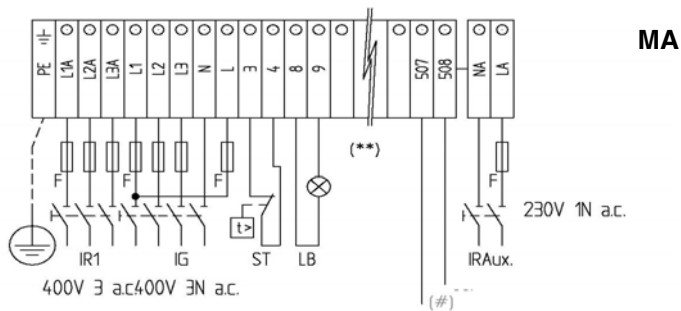 MA
PE L1A L2A L3A L1 L2 L3 N L 3 4 8 9 507 508 NA LA
(**)
F F F
t>
230V 1N a.c.
IR1 IG ST LB IRAux.
400V 3 a.c400V 3N a.c.
(#)